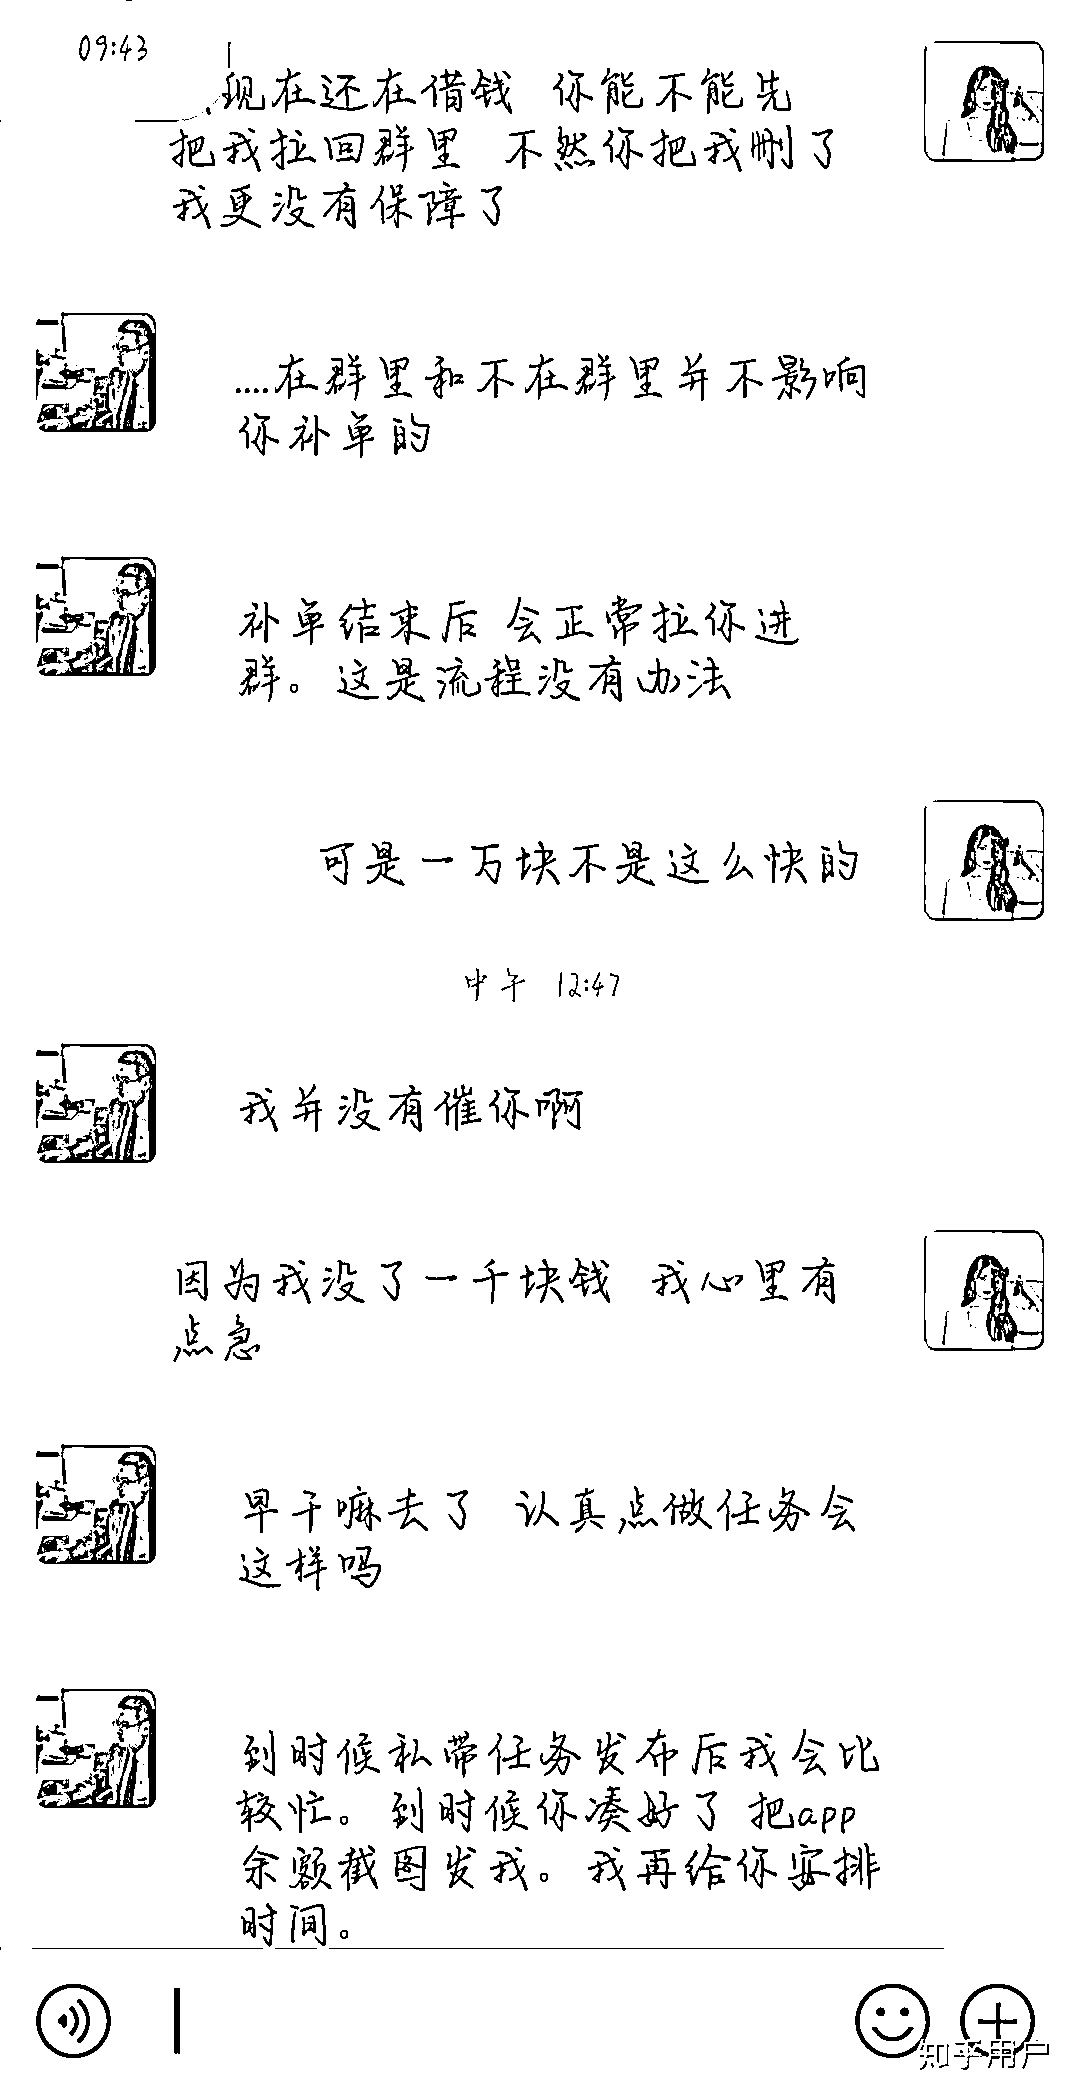 09:43
现在还在借钱 你能不能先
把我拉回群里 不然你把我删了
我更没有保障了
....在群里和不在群里并不影响
你补单的
补单结束后 会正常拉你进
群。这是流程没有办法
可是一万块不是这么快的
中午 12:47
我并没有催你啊
因为我没了一千块钱 我心里有
点急
早干嘛去了 认真点做任务会
这样吗
到时候私带任务发布后我会比
较忙。到时候你凑好了 把app
余额截图发我。我再给你安排
时间。
知乎用户